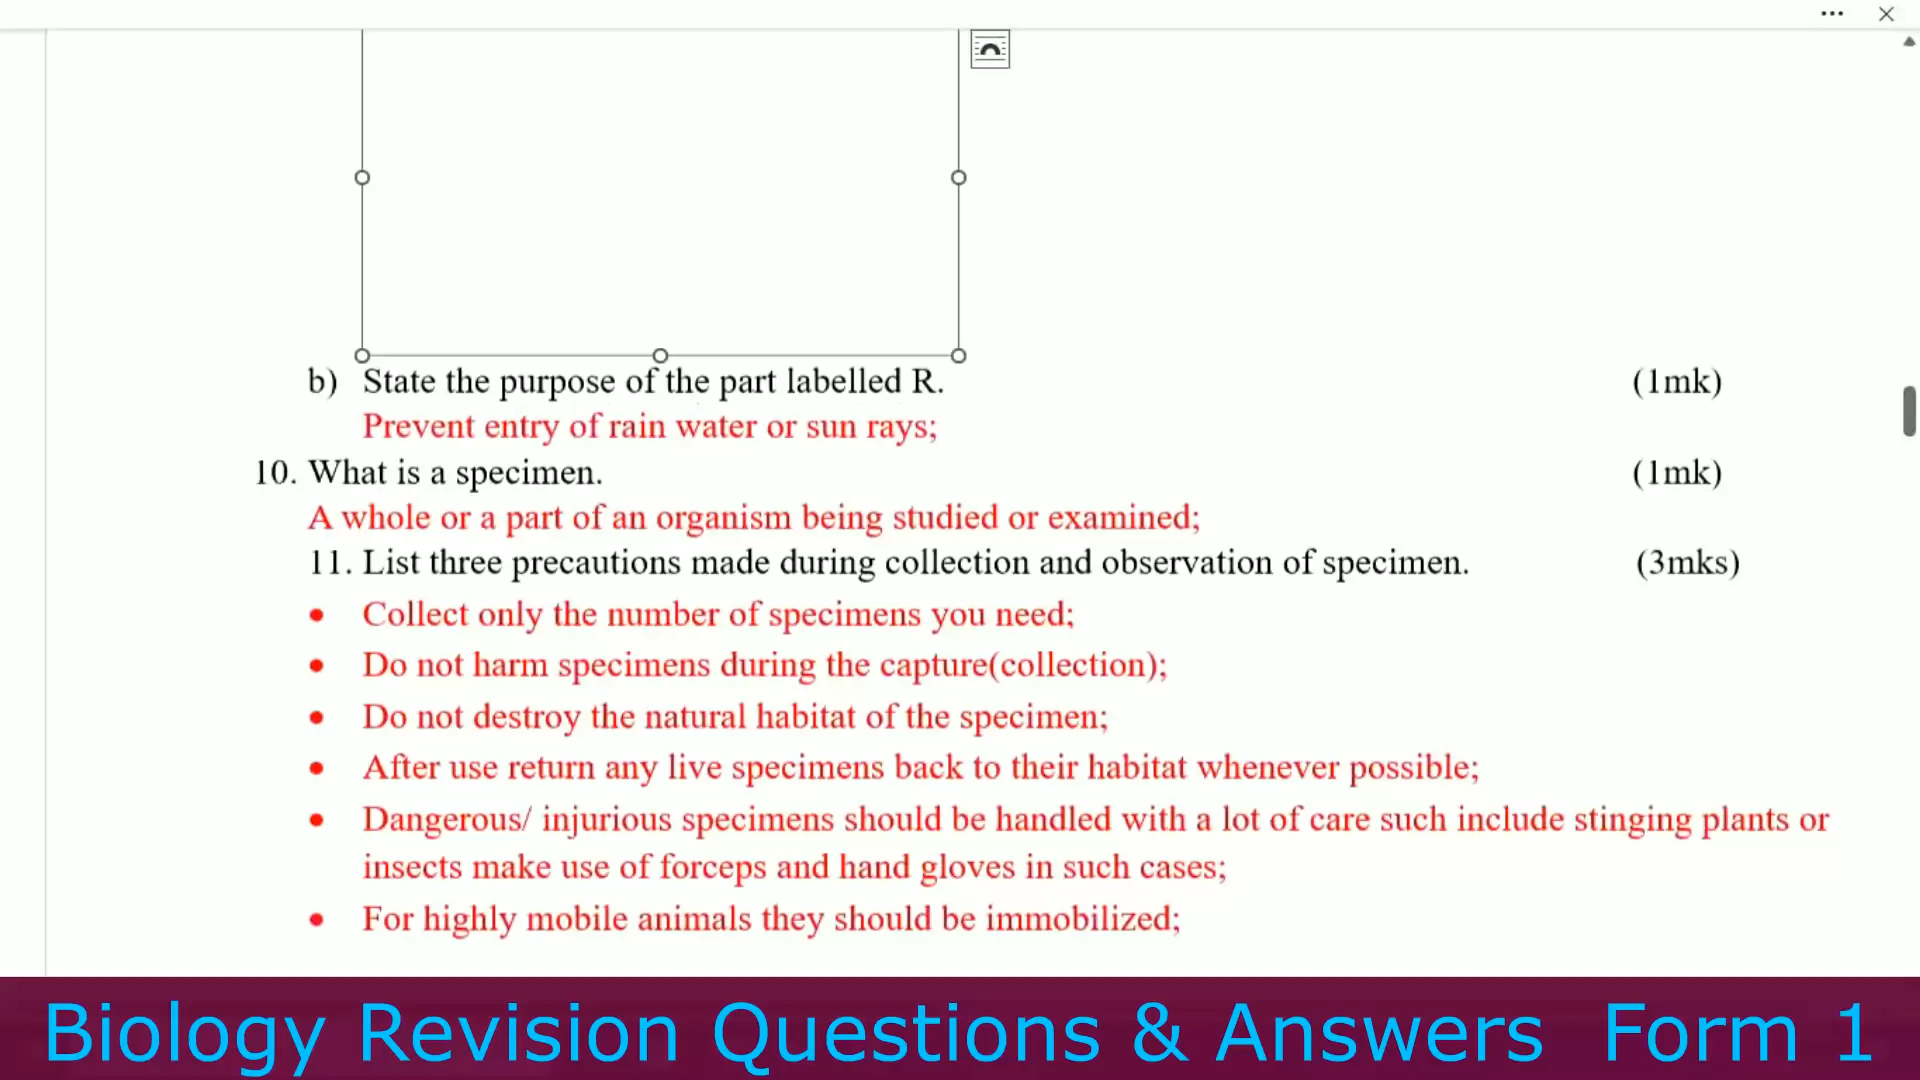 b) State the purpose of the part labelled R. (1mk)
Prevent entry of rain water or sun rays;
10. What is a specimen. (1mk)
A whole or a part of an organism being studied or examined;
11. List three precautions made during collection and observation of specimen. (3mks)
• Collect only the number of specimens you need;
• Do not harm specimens during the capture(collection);
• Do not destroy the natural habitat of the specimen;
• After use return any live specimens back to their habitat whenever possible;
• Dangerous/ injurious specimens should be handled with a lot of care such include stinging plants or
insects make use of forceps and hand gloves in such cases;
• For highly mobile animals they should be immobilized;
Biology Revision Questions & Answers Form 1